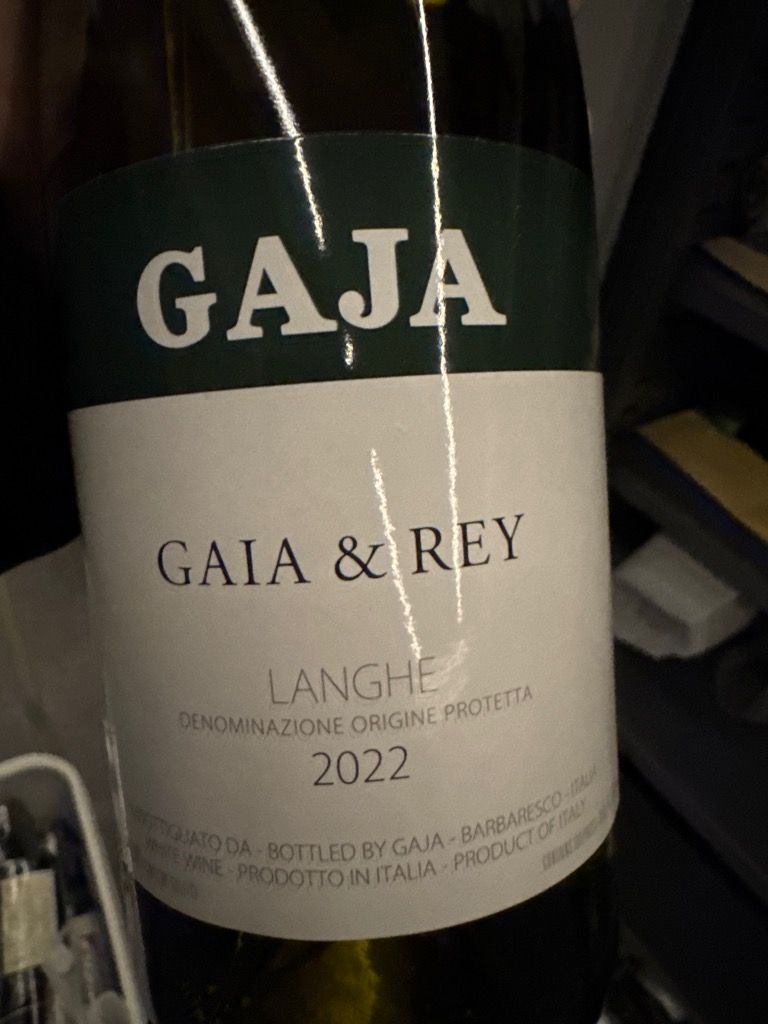 GAJA
GAIA & REY
LANGHE
DENOMINAZIONE ORIGINE PROTETTA
2022
DA - BOTTLED BY GAJA - BARBARESCO - ITALIA
WHITE WINE - PRODOTTO IN ITALIA - PRODUCT OF ITALY